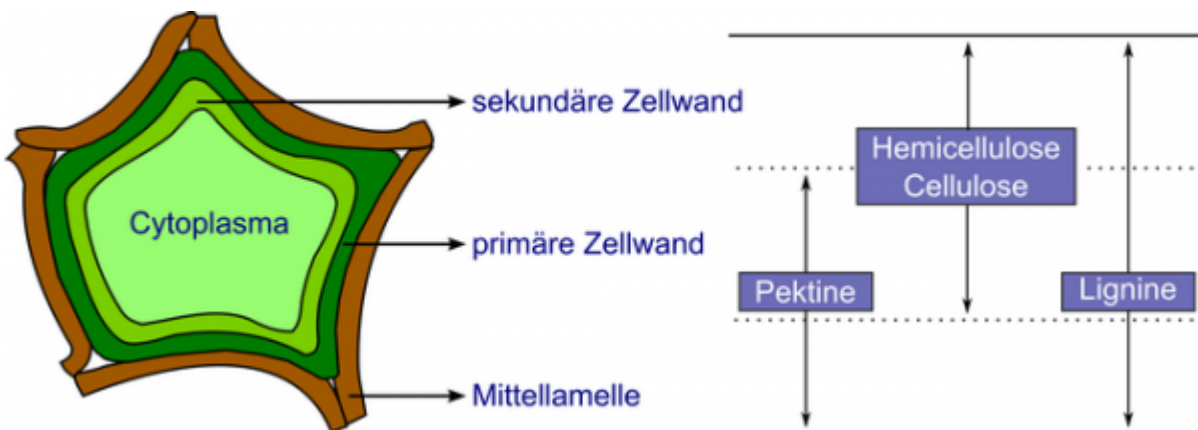 sekundäre Zellwand
Hemicellulose
Cellulose
Cytoplasma
primäre Zellwand
Pektine
Lignine
Mittellamelle